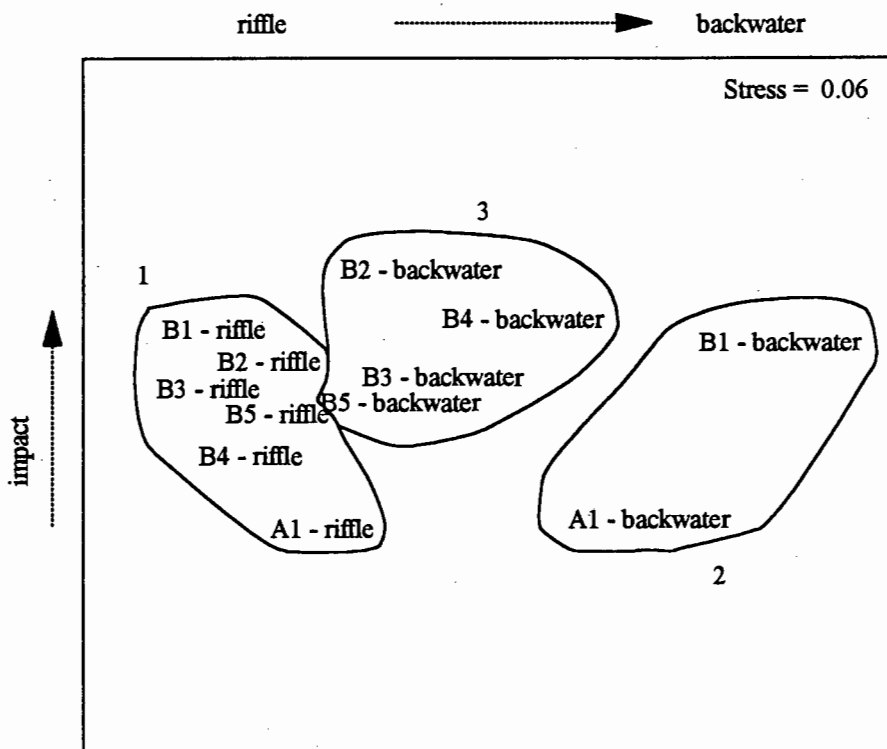 riffle
backwater
Stress = 0.06
3
B2 - backwater
1
B4 - backwater
B1 - riffle
B1 - backwater
B2 - riffle
B3 - backwater
B3 - riffle
B5 - backwater
B5 - riffle
B4 - riffle
impact
A1 - riffle
A1 - backwater
2